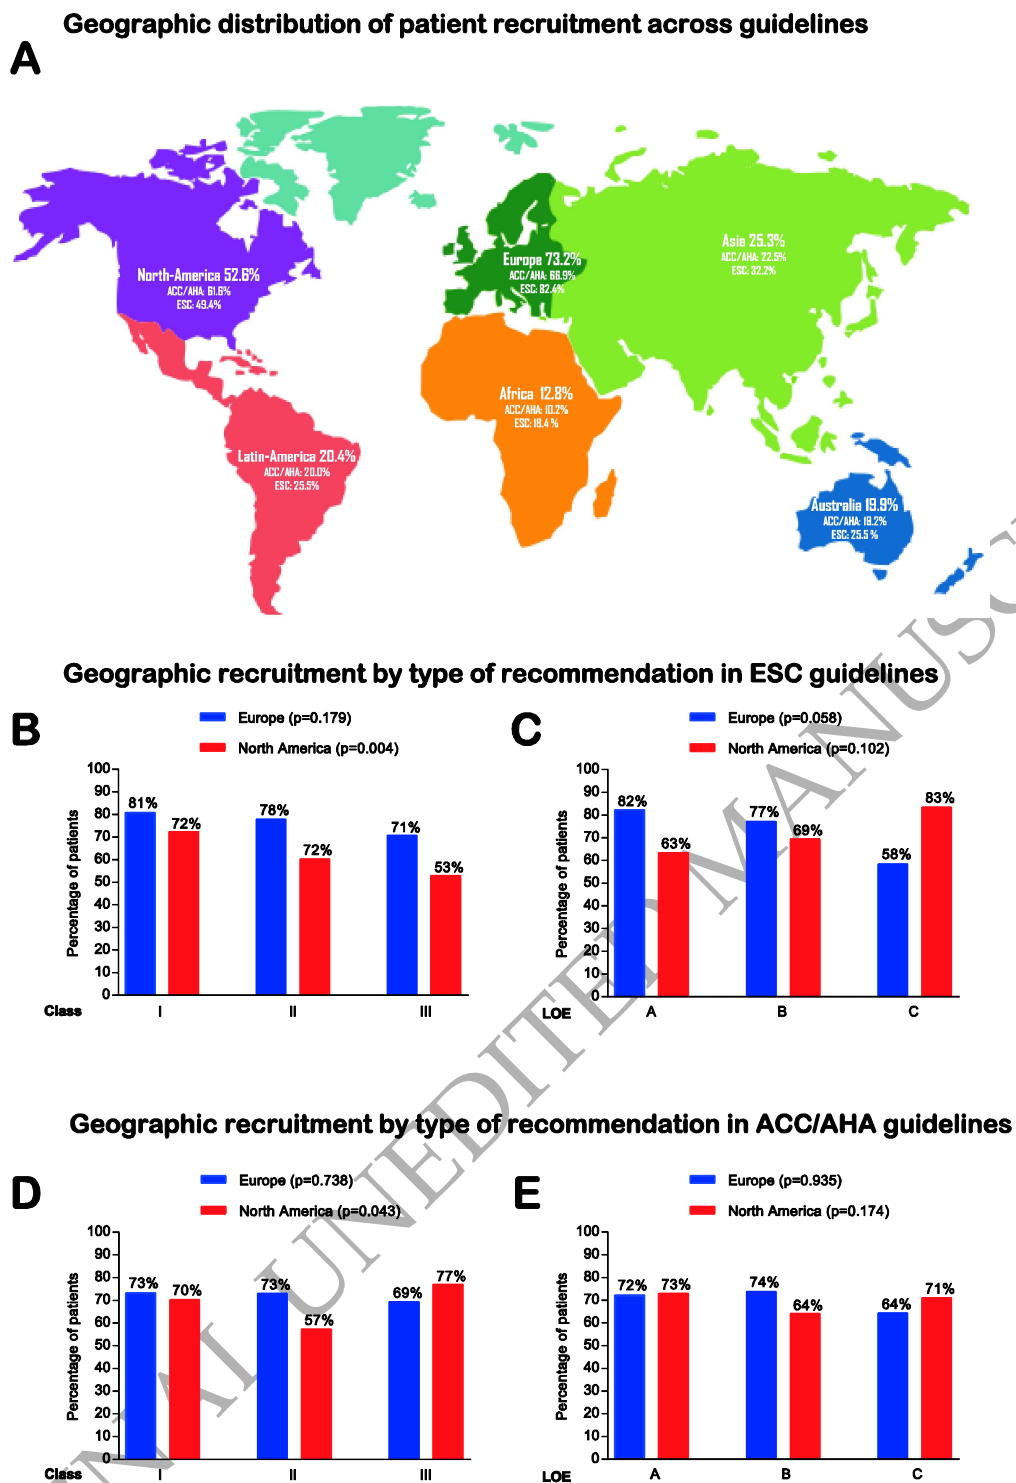 Geographic distribution of patient recruitment across guidelines
A
North-America 52.6%
ACC/AHA: 61.6%
ESC: 49.4%
Europe 73.2%
ACC/AHA: 66.9%
ESC: 82.4%
Asia 25.3%
ACC/AHA: 22.5%
ESC: 32.2%
Africa 12.8%
ACC/AHA: 10.2%
ESC: 18.4 %
Latin-America 20.4%
ACC/AHA: 20.0%
ESC: 25.5%
Australia 19.9%
ACC/AHA: 18.2%
ESC: 25.5 %
Geographic recruitment by type of recommendation in ESC guidelines
B
Europe (p=0.179)
North America (p=0.004)
Percentage of patients
100
90
80
70
60
50
40
30
20
10
0
81%
72%
78%
72%
71%
53%
Class
I
II
III
C
Europe (p=0.058)
North America (p=0.102)
Percentage of patients
100
90
80
70
60
50
40
30
20
10
0
82%
63%
77%
69%
58%
83%
LOE
A
B
C
Geographic recruitment by type of recommendation in ACC/AHA guidelines
D
Europe (p=0.738)
North America (p=0.043)
Percentage of patients
100
90
80
70
60
50
40
30
20
10
0
73%
70%
73%
57%
69%
77%
Class
I
II
III
E
Europe (p=0.935)
North America (p=0.174)
Percentage of patients
100
90
80
70
60
50
40
30
20
10
0
72%
73%
74%
64%
64%
71%
LOE
A
B
C
UNEDITED